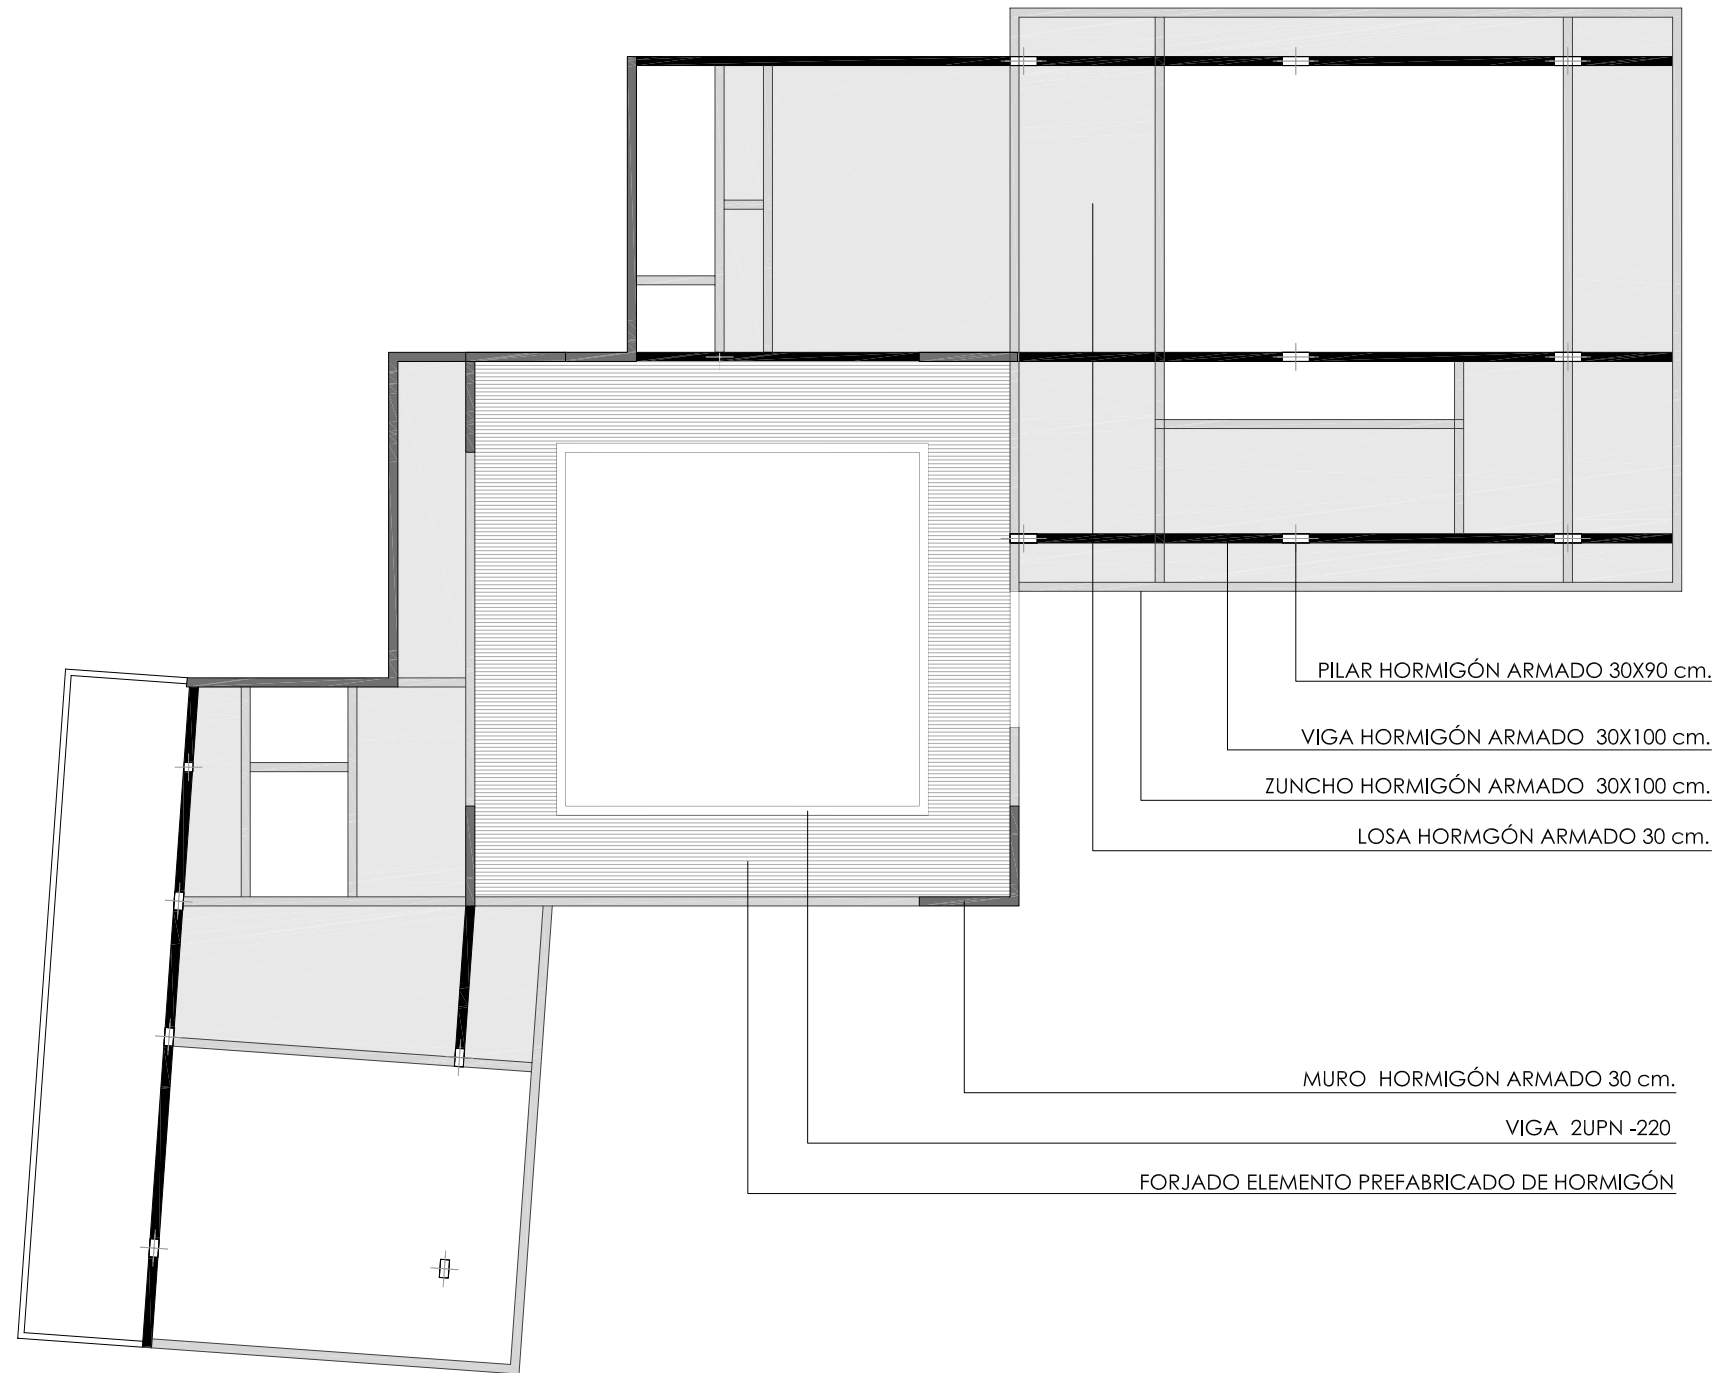 PILAR HORMIGÓN ARMADO 30X90 cm.
VIGA HORMIGÓN ARMADO 30X100 cm.
ZUNCHO HORMIGÓN ARMADO 30X100 cm.
LOSA HORMGÓN ARMADO 30 cm.
MURO HORMIGÓN ARMADO 30 cm.
VIGA 2UPN -220
FORJADO ELEMENTO PREFABRICADO DE HORMIGÓN